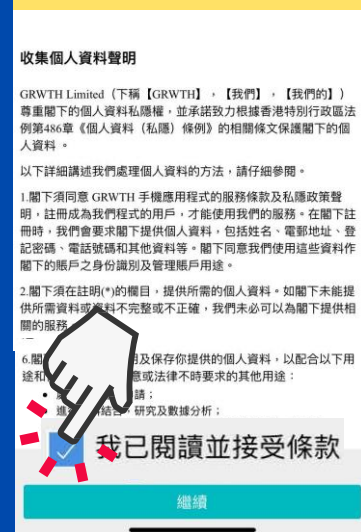 收集個人資料聲明
GRWTH Limited（下稱【GRWTH】，【我們】，【我們的】）
尊重閣下的個人資料私隱權，並承諾致力根據香港特別行政區法
例第486章《個人資料（私隱）條例》的相關條文保護閣下的個
人資料。
以下詳細講述我們處理個人資料的方法，請仔細參閱。
1.閣下須同意 GRWTH 手機應用程式的服務條款及私隱政策聲
明，註冊成為我們程式的用戶，才能使用我們的服務。在閣下註
冊時，我們會要求閣下提供個人資料，包括姓名、電郵地址、登
記密碼、電話號碼和其他資料等。閣下同意我們使用這些資料作
閣下的賬戶之身份識別及管理賬戶用途。
2.閣下須在註明(*)的欄目，提供所需的個人資料。如閣下未能提
供所需資料或資料不完整或不正確，我們未必可以為閣下提供相
關的服務
6.閣 用及保存你提供的個人資料，以配合以下用
途和 意或法律不時要求的其他用途：
• 請；
• 進 結合，研究及數據分析；
我已閱讀並接受條款
繼續